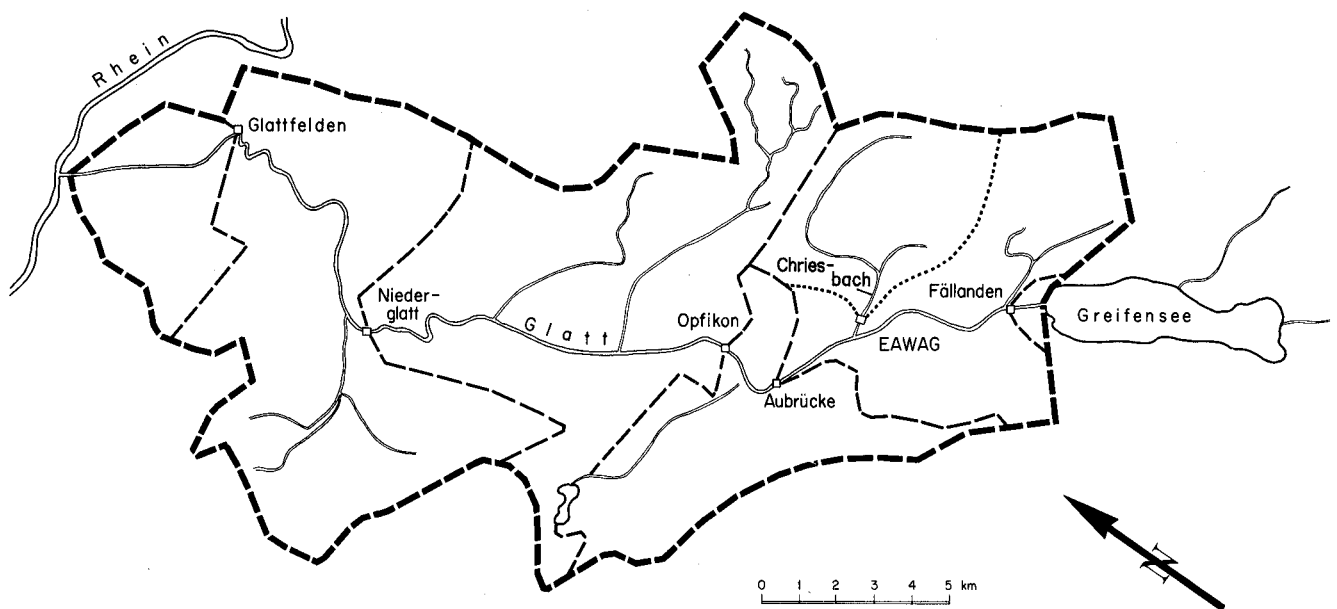 Rhein
Glattfelden
Chries-
bach
Nieder-
glatt
Fällanden
Glatt
Opfikon
Greifensee
EAWAG
Aubrücke
N
0 1 2 3 4 5 km